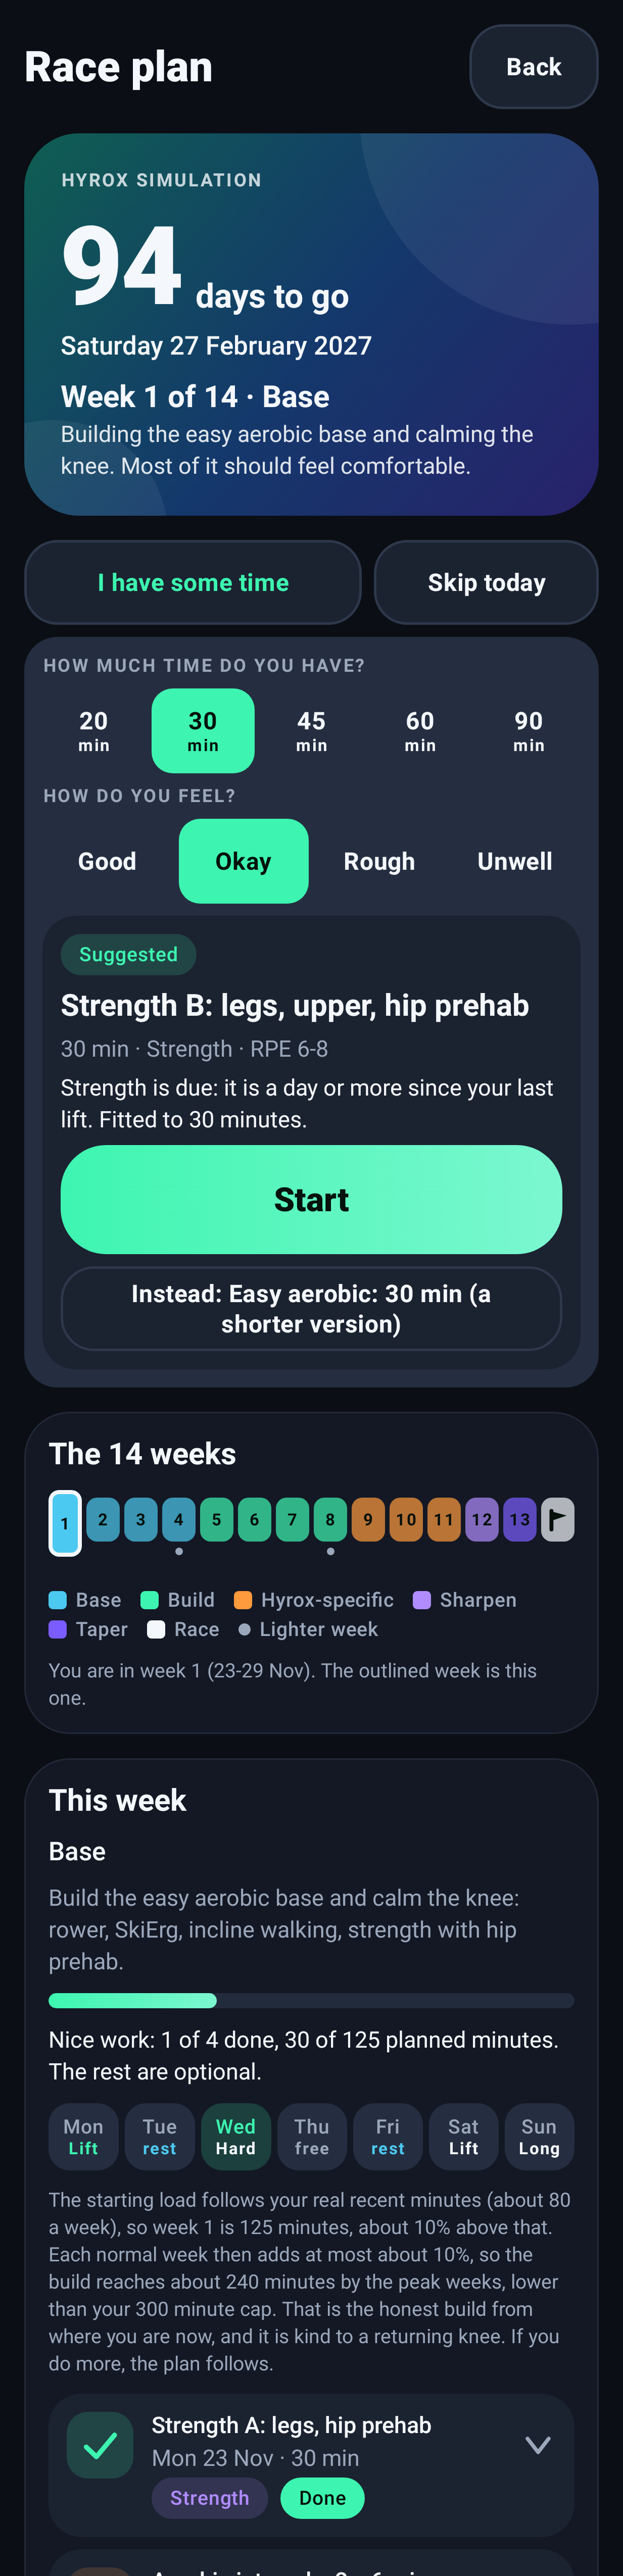 Race plan
Back
HYROX SIMULATION
94 days to go
Saturday 27 February 2027
Week 1 of 14 · Base
Building the easy aerobic base and calming the
knee. Most of it should feel comfortable.
I have some time
Skip today
HOW MUCH TIME DO YOU HAVE?
20 min
30 min
45 min
60 min
90 min
HOW DO YOU FEEL?
Good
Okay
Rough
Unwell
Suggested
Strength B: legs, upper, hip prehab
30 min · Strength · RPE 6-8
Strength is due: it is a day or more since your last
lift. Fitted to 30 minutes.
Start
Instead: Easy aerobic: 30 min (a
shorter version)
The 14 weeks
1 2 3 4 5 6 7 8 9 10 11 12 13
Base Build Hyrox-specific Sharpen
Taper Race Lighter week
You are in week 1 (23-29 Nov). The outlined week is this
one.
This week
Base
Build the easy aerobic base and calm the knee:
rower, SkiErg, incline walking, strength with hip
prehab.
Nice work: 1 of 4 done, 30 of 125 planned minutes.
The rest are optional.
Mon Tue Wed Thu Fri Sat Sun
Lift rest Hard free rest Lift Long
The starting load follows your real recent minutes (about 80
a week), so week 1 is 125 minutes, about 10% above that.
Each normal week then adds at most about 10%, so the
build reaches about 240 minutes by the peak weeks, lower
than your 300 minute cap. That is the honest build from
where you are now, and it is kind to a returning knee. If you
do more, the plan follows.
Strength A: legs, hip prehab
Mon 23 Nov · 30 min
Strength
Done